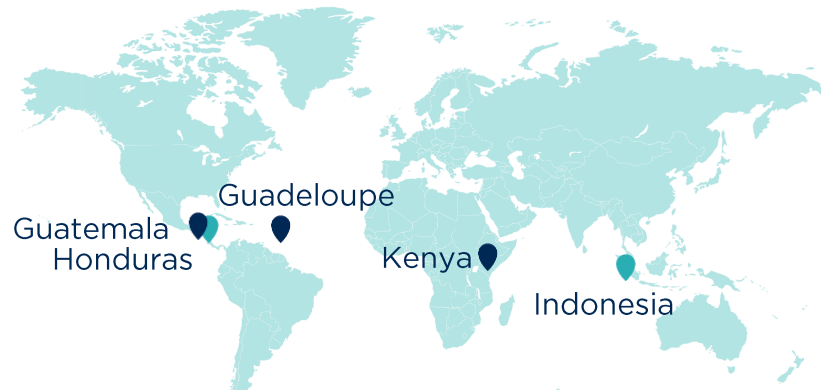 Guadeloupe
Guatemala
Honduras
Kenya
Indonesia